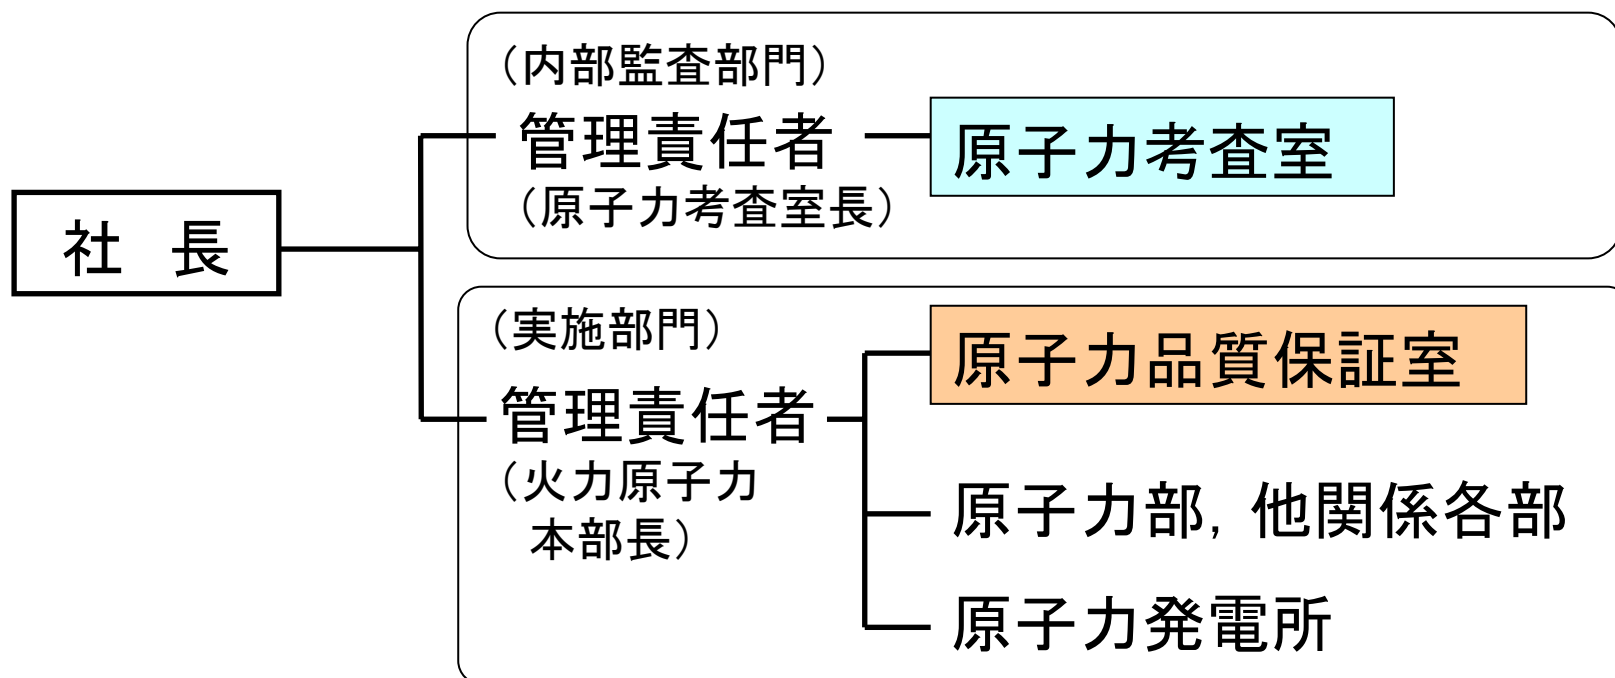 （内部監査部門）
管理責任者
（原子力考査室長）
原子力考査室
社　長
（実施部門）
管理責任者
（火力原子力
本部長）
原子力品質保証室
原子力部，他関係各部
原子力発電所